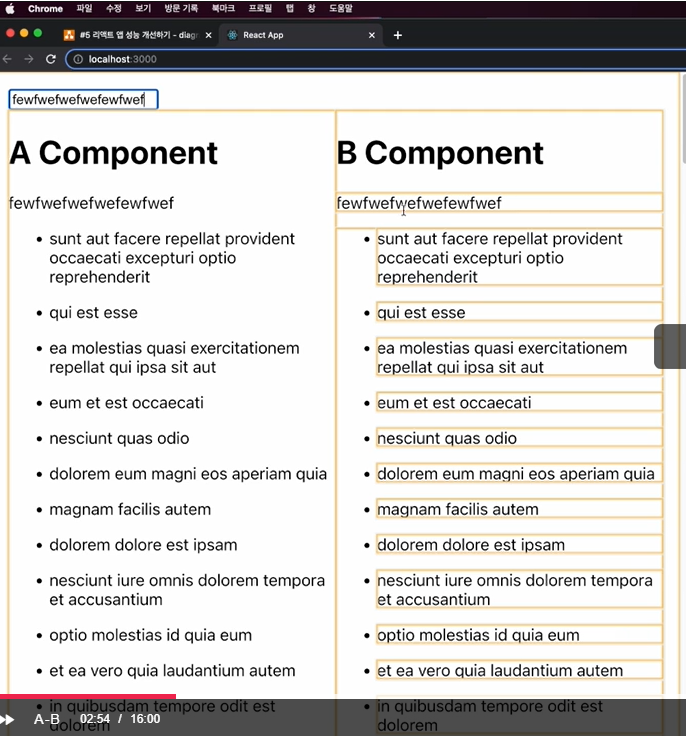 Chrome 파일 수정 보기 방문 기록 북마크 프로필 탭 창 도움말
#5 리액트 앱 성능 개선하기 - diagr
React App
localhost:3000
fewfwefwefwefewfwef
A Component
fewfwefwefwefewfwef
sunt aut facere repellat provident
occaecati excepturi optio
reprehenderit
qui est esse
ea molestias quasi exercitationem
repellat qui ipsa sit aut
eum et est occaecati
nesciunt quas odio
dolorem eum magni eos aperiam quia
magnam facilis autem
dolorem dolore est ipsam
nesciunt iure omnis dolorem tempora
et accusantium
optio molestias id quia eum
et ea vero quia laudantium autem
in quibusdam tempore odit est
dolorem
B Component
fewfwefwefwefewfwef
sunt aut facere repellat provident
occaecati excepturi optio
reprehenderit
qui est esse
ea molestias quasi exercitationem
repellat qui ipsa sit aut
eum et est occaecati
nesciunt quas odio
dolorem eum magni eos aperiam quia
magnam facilis autem
dolorem dolore est ipsam
nesciunt iure omnis dolorem tempora
et accusantium
optio molestias id quia eum
et ea vero quia laudantium autem
in quibusdam tempore odit est
dolorem
A-B 02:54 / 16:00